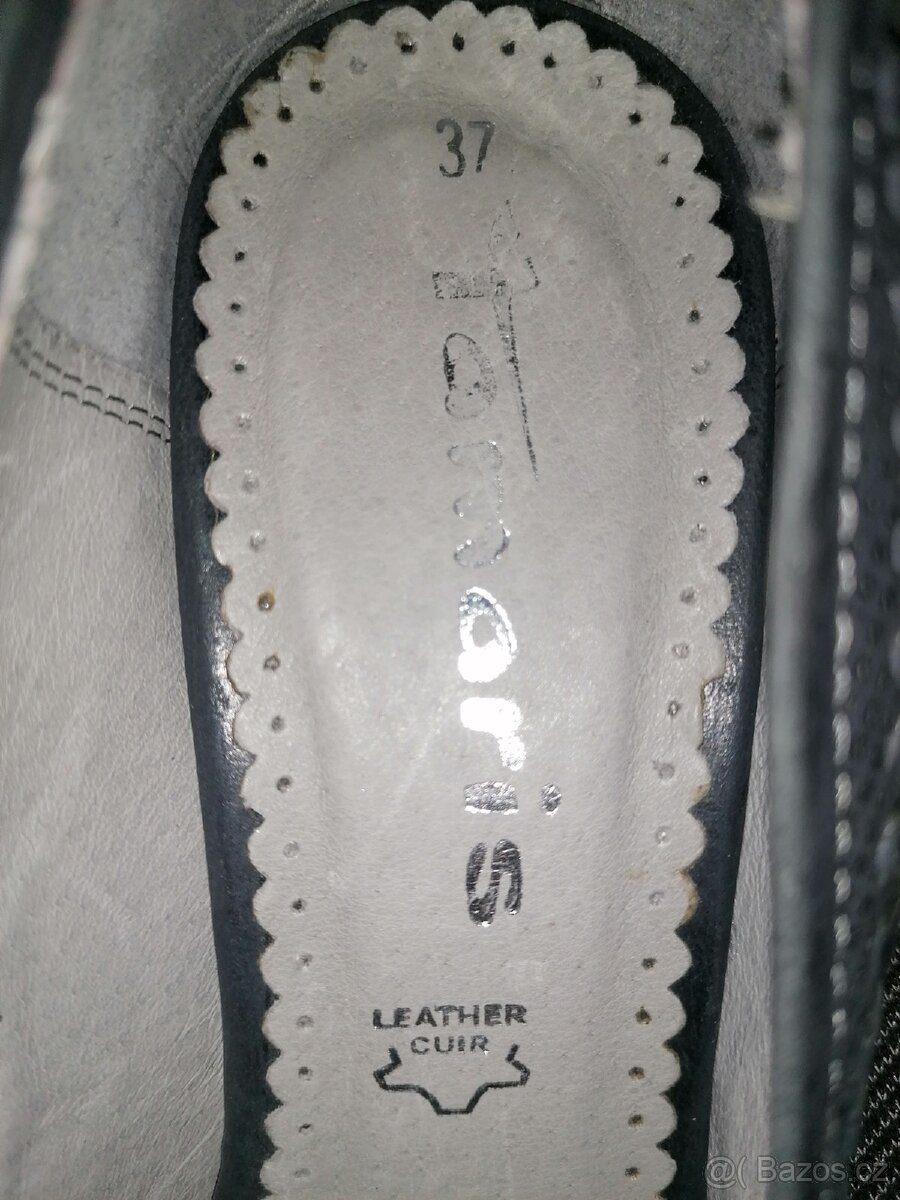 37
Tamaris
LEATHER
CUIR
@( Bazos.cz